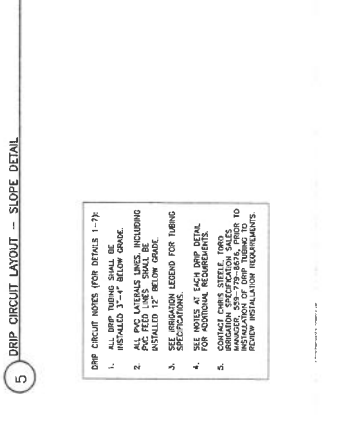 5 DRIP CIRCUIT LAYOUT – SLOPE DETAIL
DRIP CIRCUIT NOTES (FOR DETAILS 1-7):
1. ALL DRIP TUBING SHALL BE
INSTALLED 3"-4" BELOW GRADE.
2. ALL PVC LATERALS LINES, INCLUDING
PVC FEED LINES SHALL BE
INSTALLED 12" BELOW GRADE.
3. SEE IRRIGATION LEGEND FOR TUBING
SPECIFICATIONS.
4. SEE NOTES AT EACH DRIP DETAIL
FOR ADDITIONAL REQUIREMENTS.
5. CONTACT CHRIS STEELE, TORO
IRRIGATION SPECIFICATION SALES
MANAGER, 559-779-8676, PRIOR TO
INSTALLATION OF DRIP TUBING TO
REVIEW INSTALLATION REQUIREMENTS.